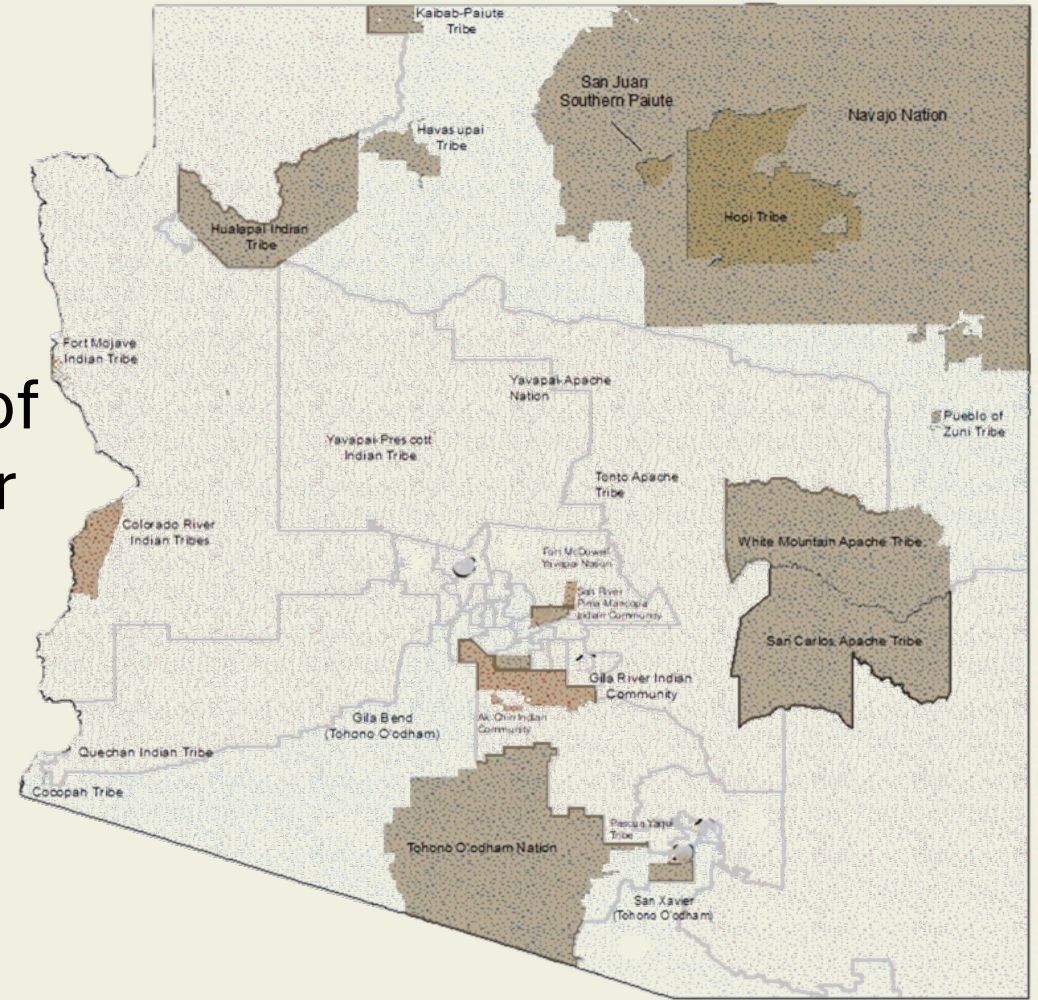 Kaibab-Paiute
Tribe
San Juan
Southern Paiute
Navajo Nation
Havasupai
Tribe
Hopi Tribe
Hualapai Indian
Tribe
Fort Mojave
Indian Tribe
of
r
Yavapai-Apache
Nation
Pueblo of
Zuni Tribe
Yavapai-Prescott
Indian Tribe
Tonto Apache
Tribe
Colorado River
Indian Tribes
White Mountain Apache Tribe
Fort McDowell
Yavapai Nation
Salt River
Pima-Maricopa
Indian Community
San Carlos Apache Tribe
Gila River Indian
Community
Gila Bend
(Tohono O'odham)
Ak-Chin Indian
Community
Quechan Indian Tribe
Cocopah Tribe
Pascua Yaqui
Tribe
Tohono O'odham Nation
San Xavier
(Tohono O'odham)